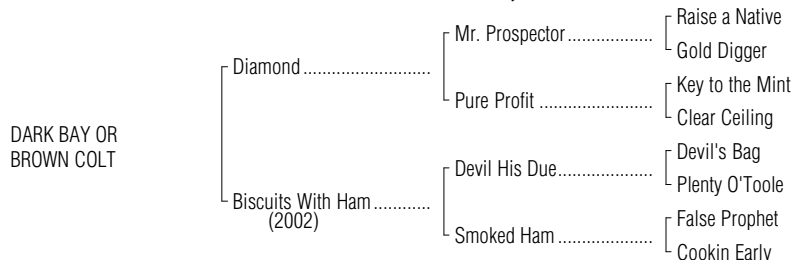 Raise a Native
Mr. Prospector
Gold Digger
Diamond
Key to the Mint
Pure Profit
Clear Ceiling
DARK BAY OR
BROWN COLT
Devil's Bag
Devil His Due
Plenty O'Toole
Biscuits With Ham
(2002)
False Prophet
Smoked Ham
Cookin Early